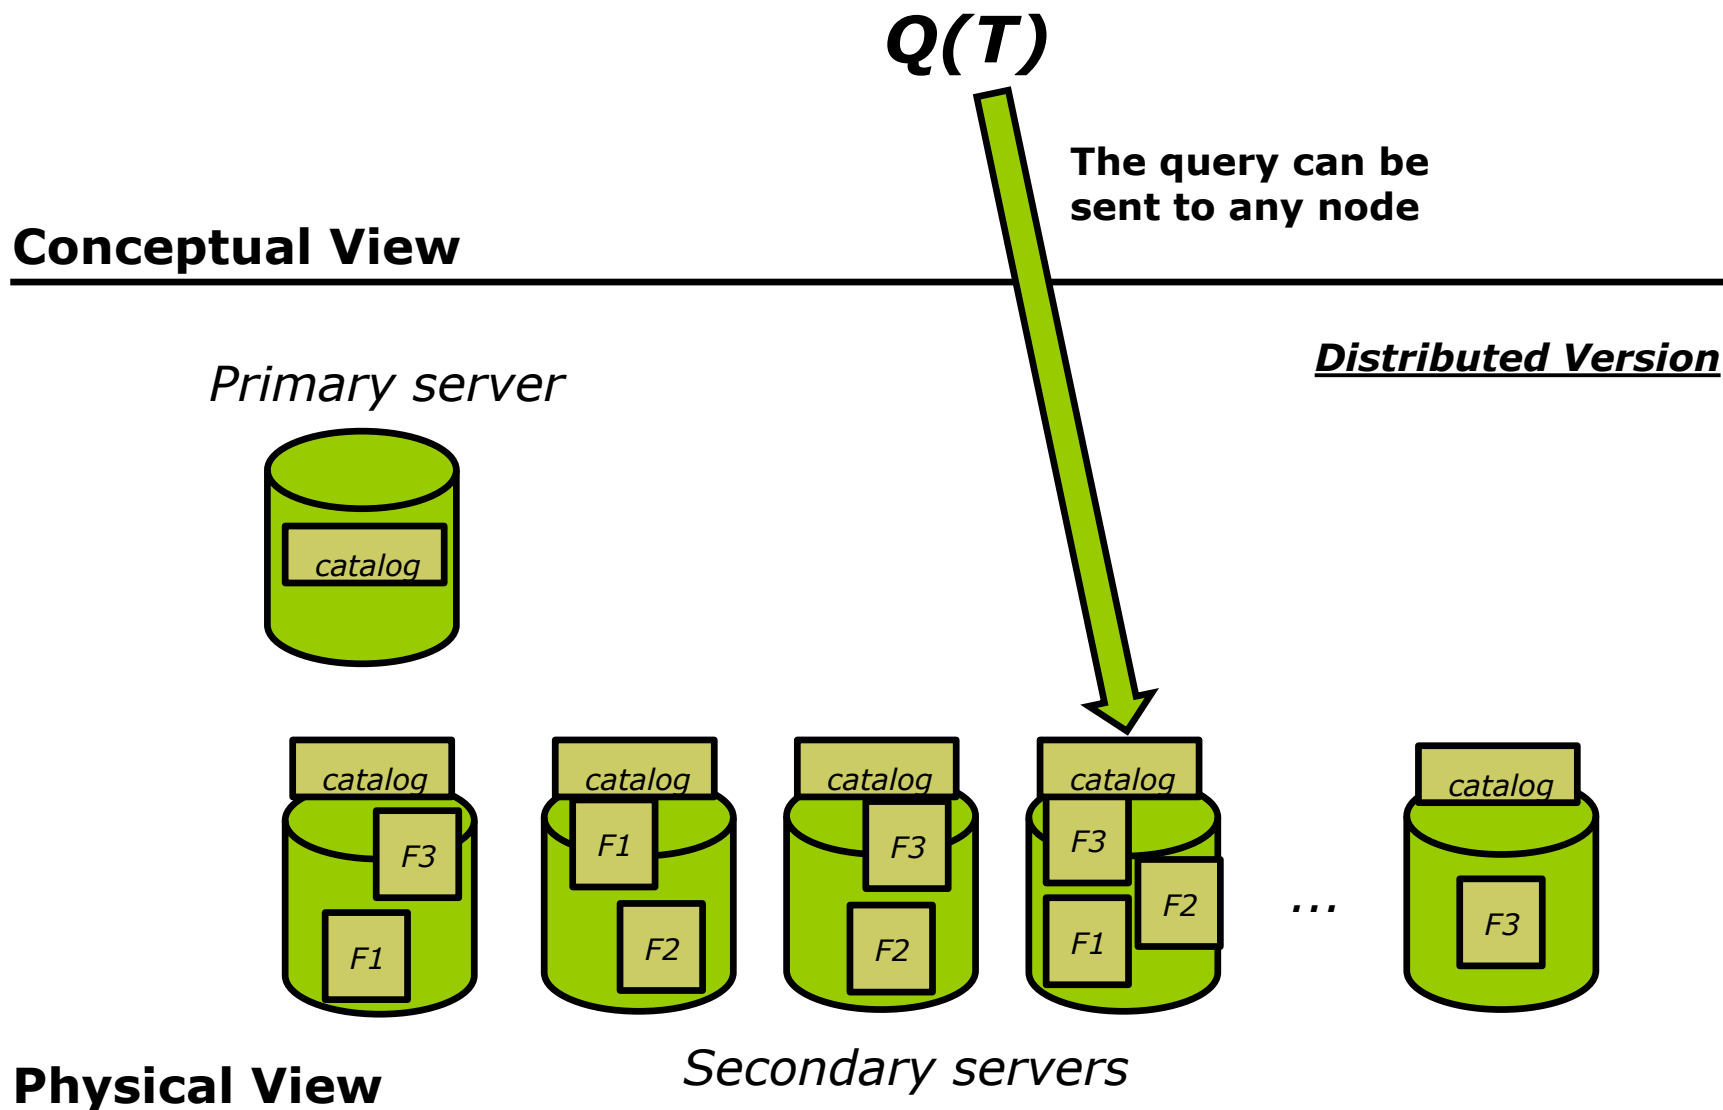 Q(T)
The query can be
sent to any node
Conceptual View
Distributed Version
Primary server
catalog
catalog
catalog
catalog
catalog
catalog
F3
F1
F1
F2
F3
F2
F3
F2
F1
...
F3
Secondary servers
Physical View